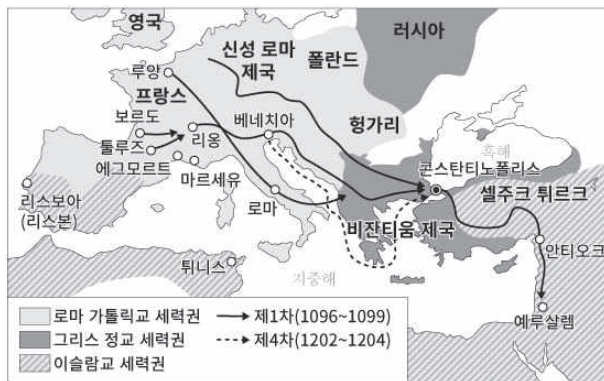 영국
러시아
신성 로마
제국
폴란드
루앙
프랑스
보르도
베네치아
헝가리
리옹
툴루즈
흑해
에그모르트
콘스탄티노폴리스
마르세유
셀주크 튀르크
리스보아
(리스본)
로마
비잔티움 제국
안티오크
튀니스
지중해
예루살렘
로마 가톨릭교 세력권
제1차(1096~1099)
그리스 정교 세력권
제4차(1202~1204)
이슬람교 세력권